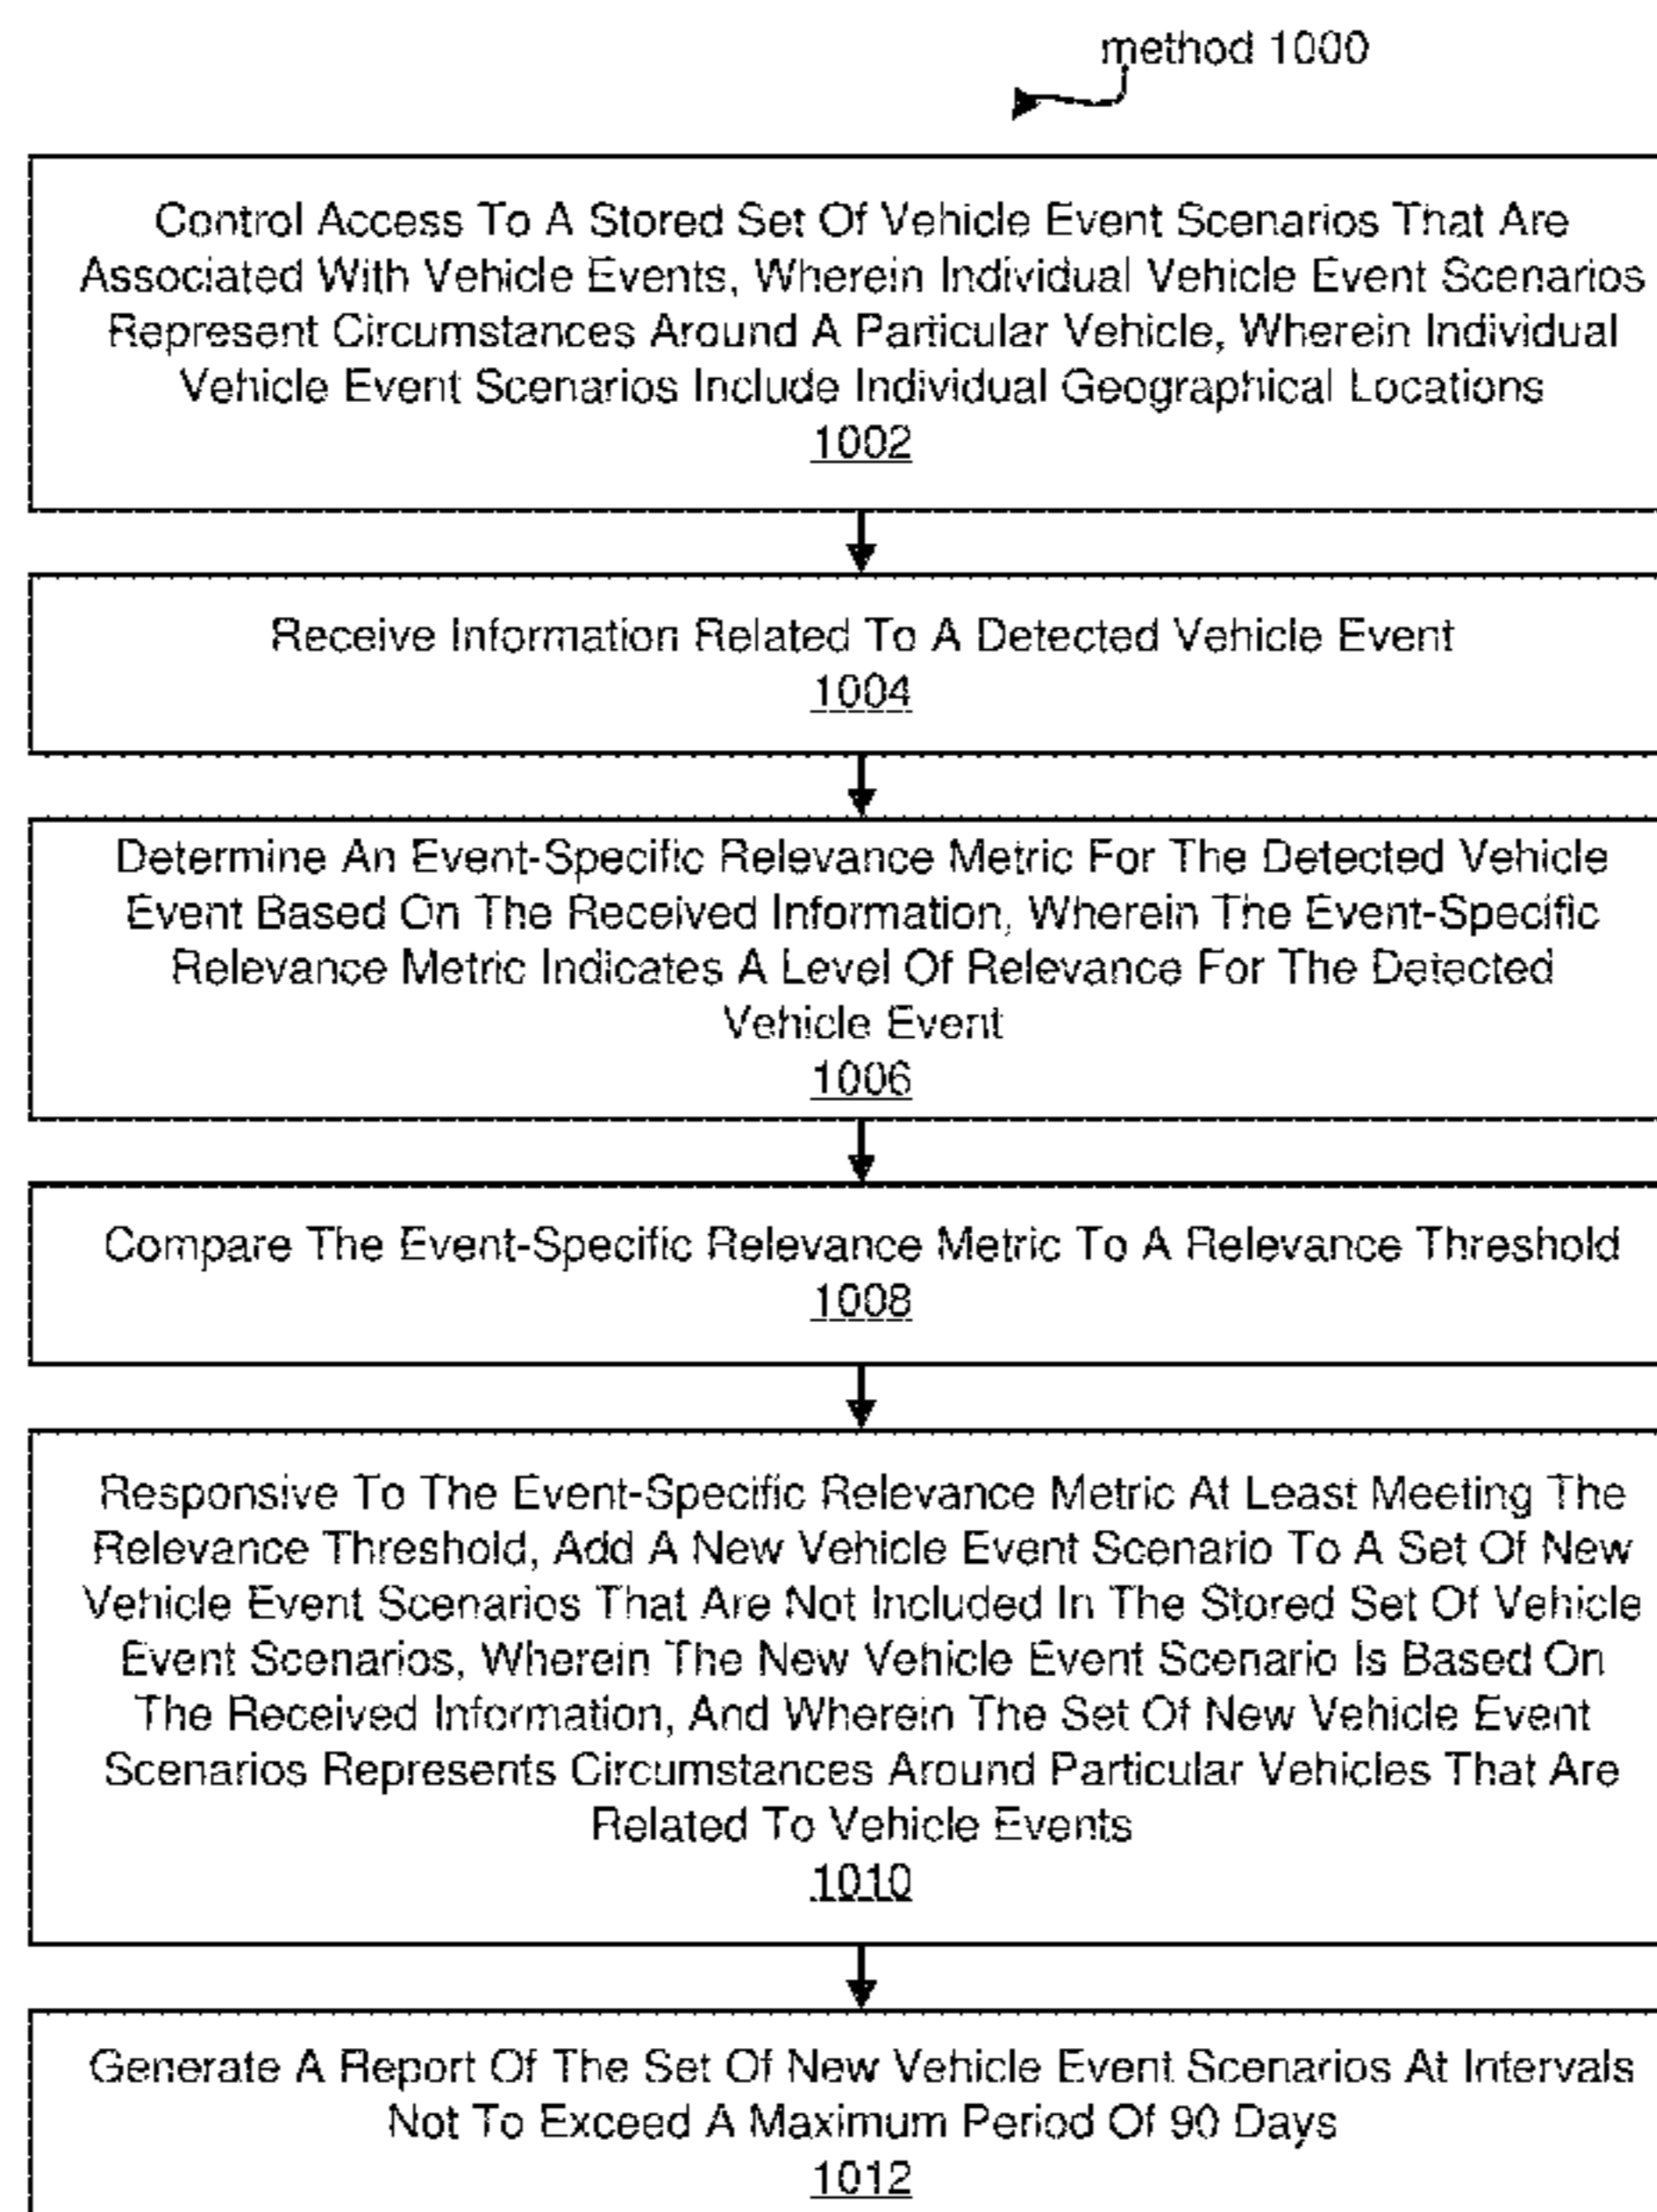 method 1000
Control Access To A Stored Set Of Vehicle Event Scenarios That Are
Associated With Vehicle Events, Wherein Individual Vehicle Event Scenarios
Represent Circumstances Around A Particular Vehicle, Wherein Individual
Vehicle Event Scenarios Include Individual Geographical Locations
1002
Receive Information Related To A Detected Vehicle Event
1004
Determine An Event-Specific Relevance Metric For The Detected Vehicle
Event Based On The Received Information, Wherein The Event-Specific
Relevance Metric Indicates A Level Of Relevance For The Detected
Vehicle Event
1006
Compare The Event-Specific Relevance Metric To A Relevance Threshold
1008
Responsive To The Event-Specific Relevance Metric At Least Meeting The
Relevance Threshold, Add A New Vehicle Event Scenario To A Set Of New
Vehicle Event Scenarios That Are Not Included In The Stored Set Of Vehicle
Event Scenarios, Wherein The New Vehicle Event Scenario Is Based On
The Received Information, And Wherein The Set Of New Vehicle Event
Scenarios Represents Circumstances Around Particular Vehicles That Are
Related To Vehicle Events
1010
Generate A Report Of The Set Of New Vehicle Event Scenarios At Intervals
Not To Exceed A Maximum Period Of 90 Days
1012